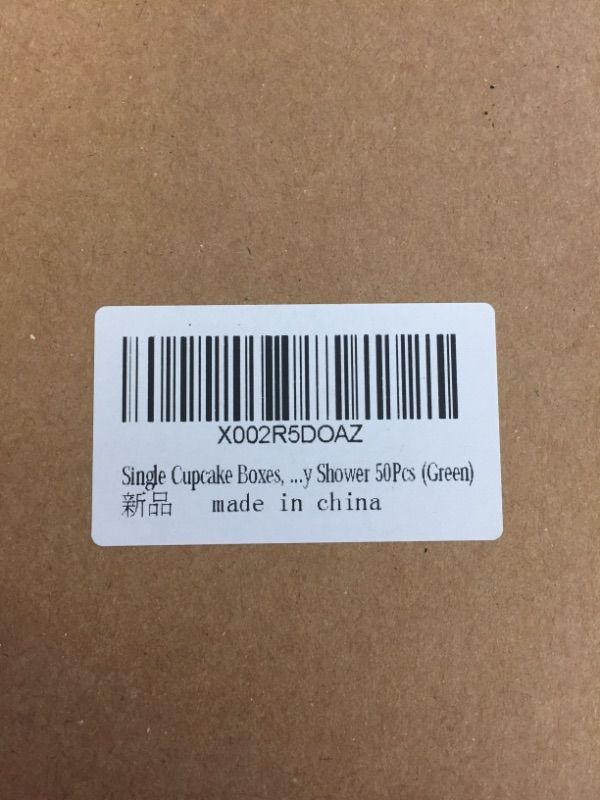 X002R5DOAZ
Single Cupcake Boxes, ...y Shower 50Pcs (Green)
新品 made in china